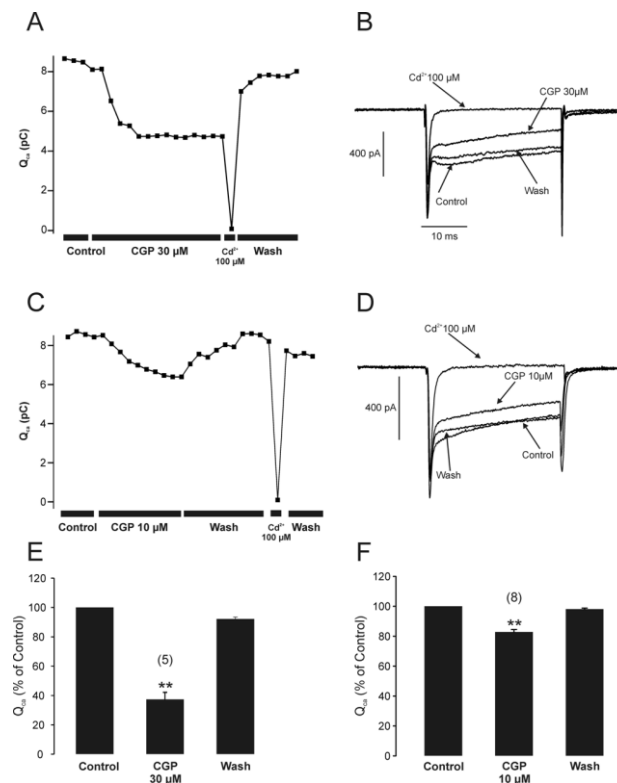 A
8
6
4
2
0
Q_ca (pC)
Control
CGP 30 µM
Cd²⁺
100 µM
Wash
B
Cd²⁺100 µM
CGP 30µM
400 pA
Wash
Control
10 ms
C
8
6
4
2
0
Q_ca (pC)
Control
CGP 10 µM
Wash
Cd²⁺
100 µM
Wash
D
Cd²⁺100 µM
CGP 10µM
400 pA
Control
Wash
E
120
100
80
60
40
20
0
Q_ca (% of Control)
(5)
**
Control
CGP
30 µM
Wash
F
120
100
80
60
40
20
0
Q_ca (% of Control)
(8)
**
Control
CGP
10 µM
Wash